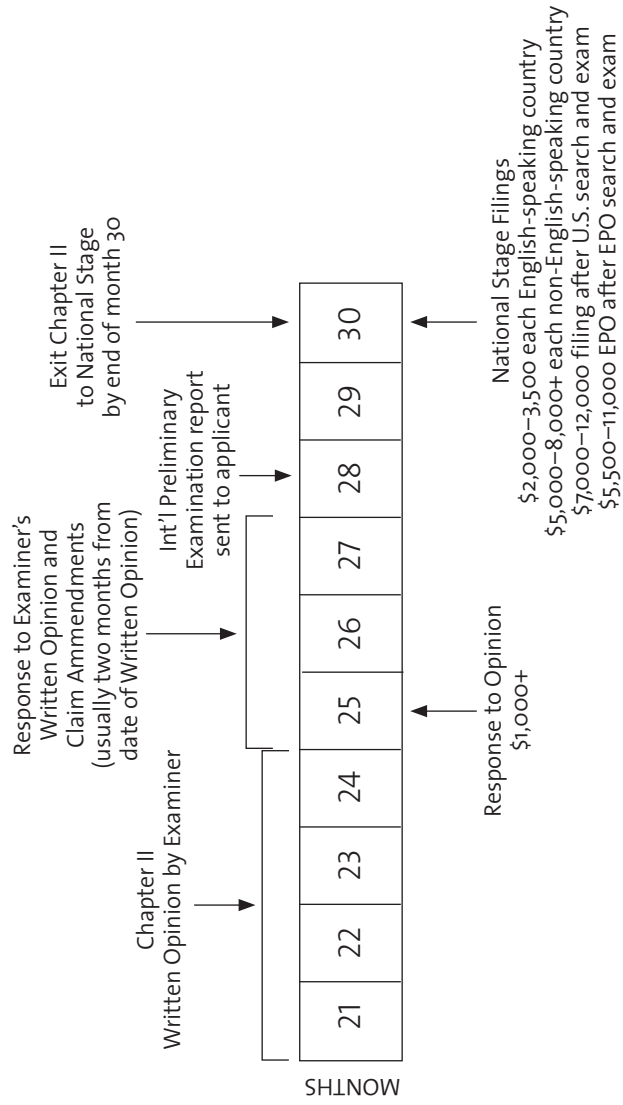 Chapter II
Written Opinion by Examiner
Response to Examiner's
Written Opinion and
Claim Ammendments
(usually two months from
date of Written Opinion)
Int'l Preliminary
Examination report
sent to applicant
Exit Chapter II
to National Stage
by end of month 30
MONTHS
21
22
23
24
25
26
27
28
29
30
Response to Opinion
$1,000+
National Stage Filings
$2,000–3,500 each English-speaking country
$5,000–8,000+ each non-English-speaking country
$7,000–12,000 filing after U.S. search and exam
$5,500–11,000 EPO after EPO search and exam